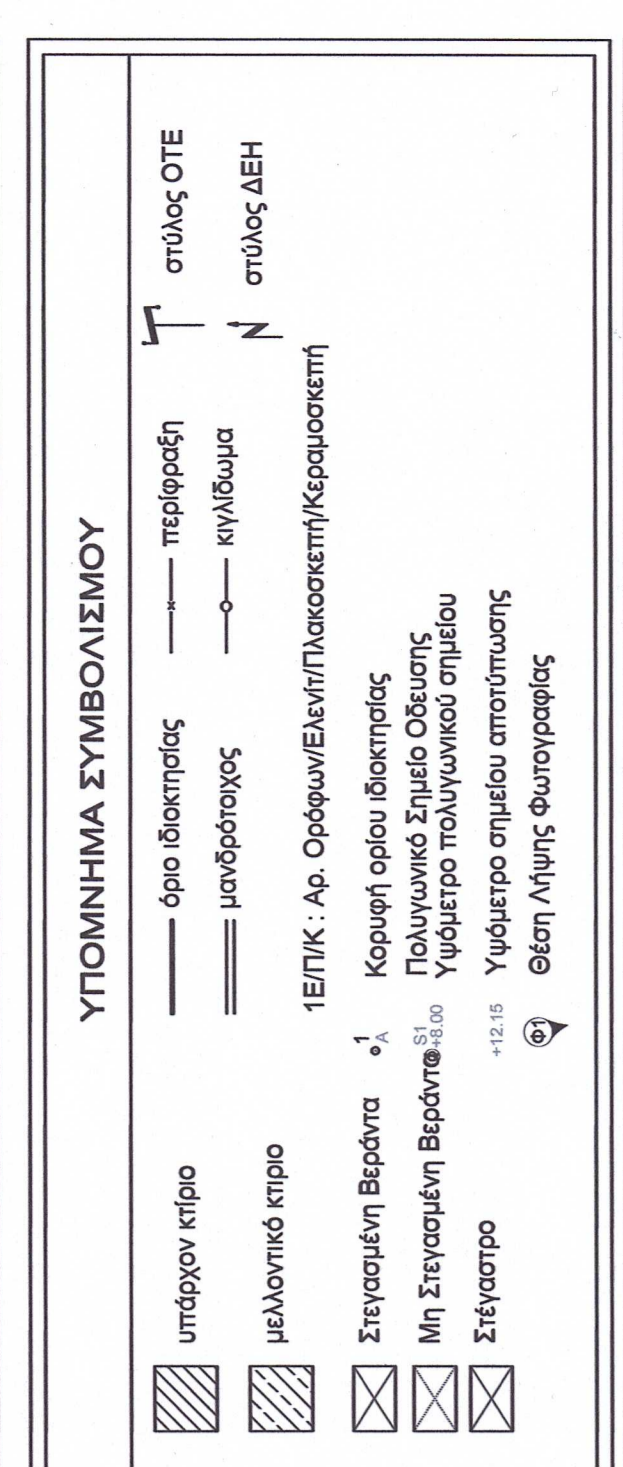 ΥΠΟΜΝΗΜΑ ΣΥΜΒΟΛΙΣΜΟΥ
υπάρχον κτίριο
όριο ιδιοκτησίας
περίφραξη
στύλος ΟΤΕ
μελλοντικό κτιριο
μανδρότοιχος
κιγλίδωμα
στύλος ΔΕΗ
1Ε/Π/Κ : Αρ. Ορόφων/Ελενίτ/Πλακοσκεπή/Κεραμοσκεπή
Στεγασμένη Βεράντα
1
A
Κορυφή ορίου ιδιοκτησίας
Μη Στεγασμένη Βεράντα
S1
+8.00
Πολυγωνικό Σημείο Οδευσης
Υψόμετρο πολυγωνικού σημείου
Στέγαστρο
+12.15
Υψόμετρο σημείου αποτύπωσης
Φ1
Θέση Λήψης Φωτογραφίας